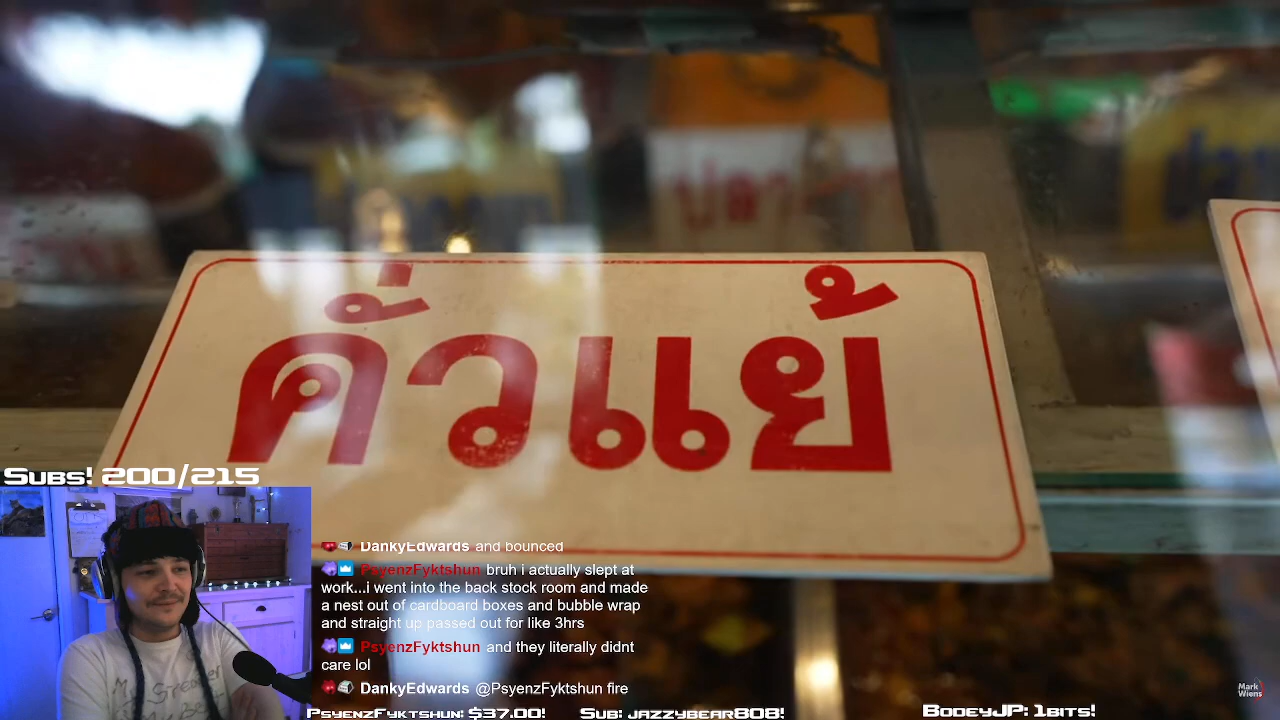 คั่วแย้
Subs! 200/215
DankyEdwards and bounced
PsyenzFyktshun bruh i actually slept at
work...i went into the back stock room and made
a nest out of cardboard boxes and bubble wrap
and straight up passed out for like 3hrs
PsyenzFyktshun and they literally didnt
care lol
DankyEdwards @PsyenzFyktshun fire
PsyenzFyktshun: $37.00!
Sub: jazzybear808!
BodeyJP: 1bits!
Mark
Wiens